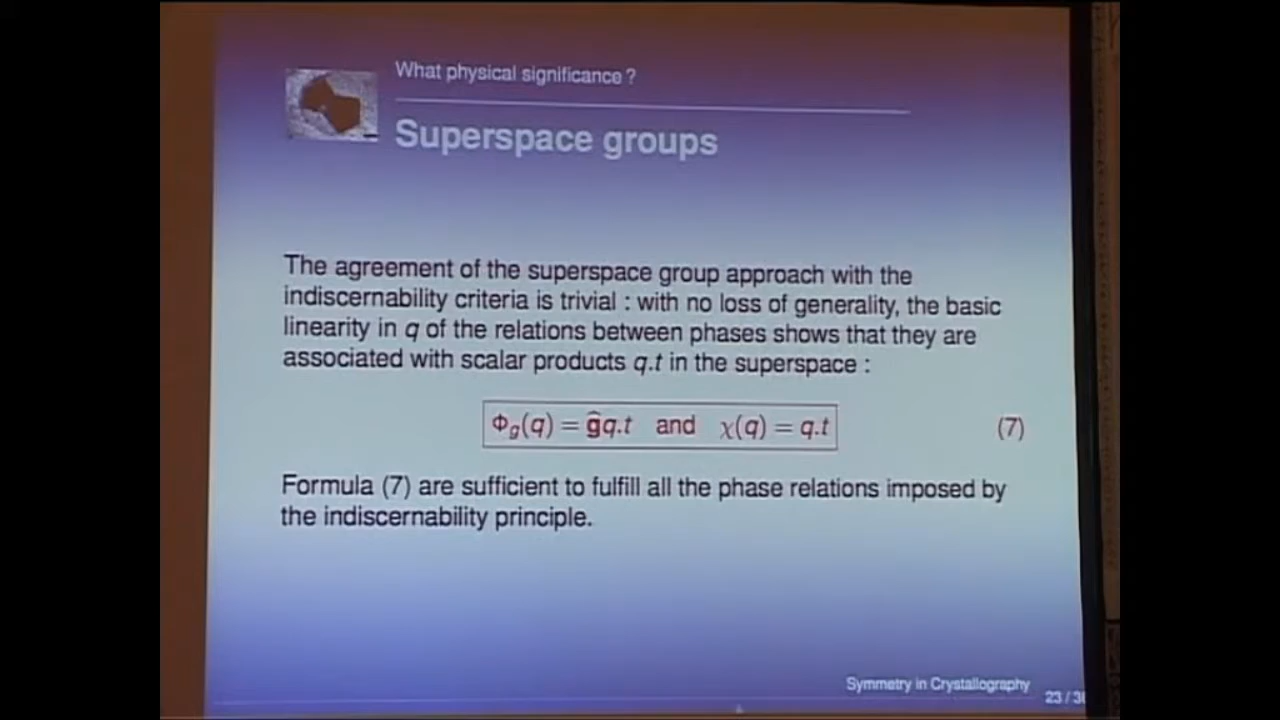 What physical significance ?
Superspace groups
The agreement of the superspace group approach with the
indiscernability criteria is trivial : with no loss of generality, the basic
linearity in q of the relations between phases shows that they are
associated with scalar products q.t in the superspace :
Φg(q) = ĝq.t and χ(q) = q.t (7)
Formula (7) are sufficient to fulfill all the phase relations imposed by
the indiscernability principle.
Symmetry in Crystallography
23 / 3